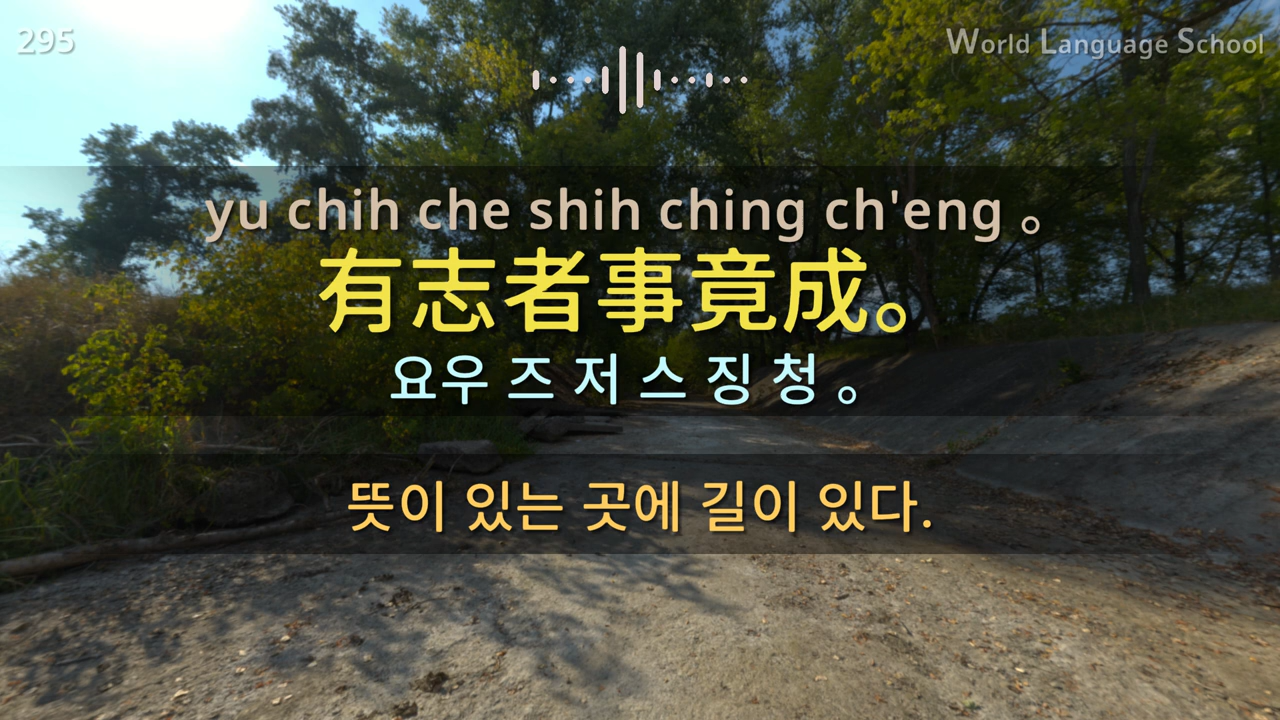 295
World Language School
yu chih che shih ching ch'eng 。
有志者事竟成。
요우 즈 저 스 징 청 。
뜻이 있는 곳에 길이 있다.